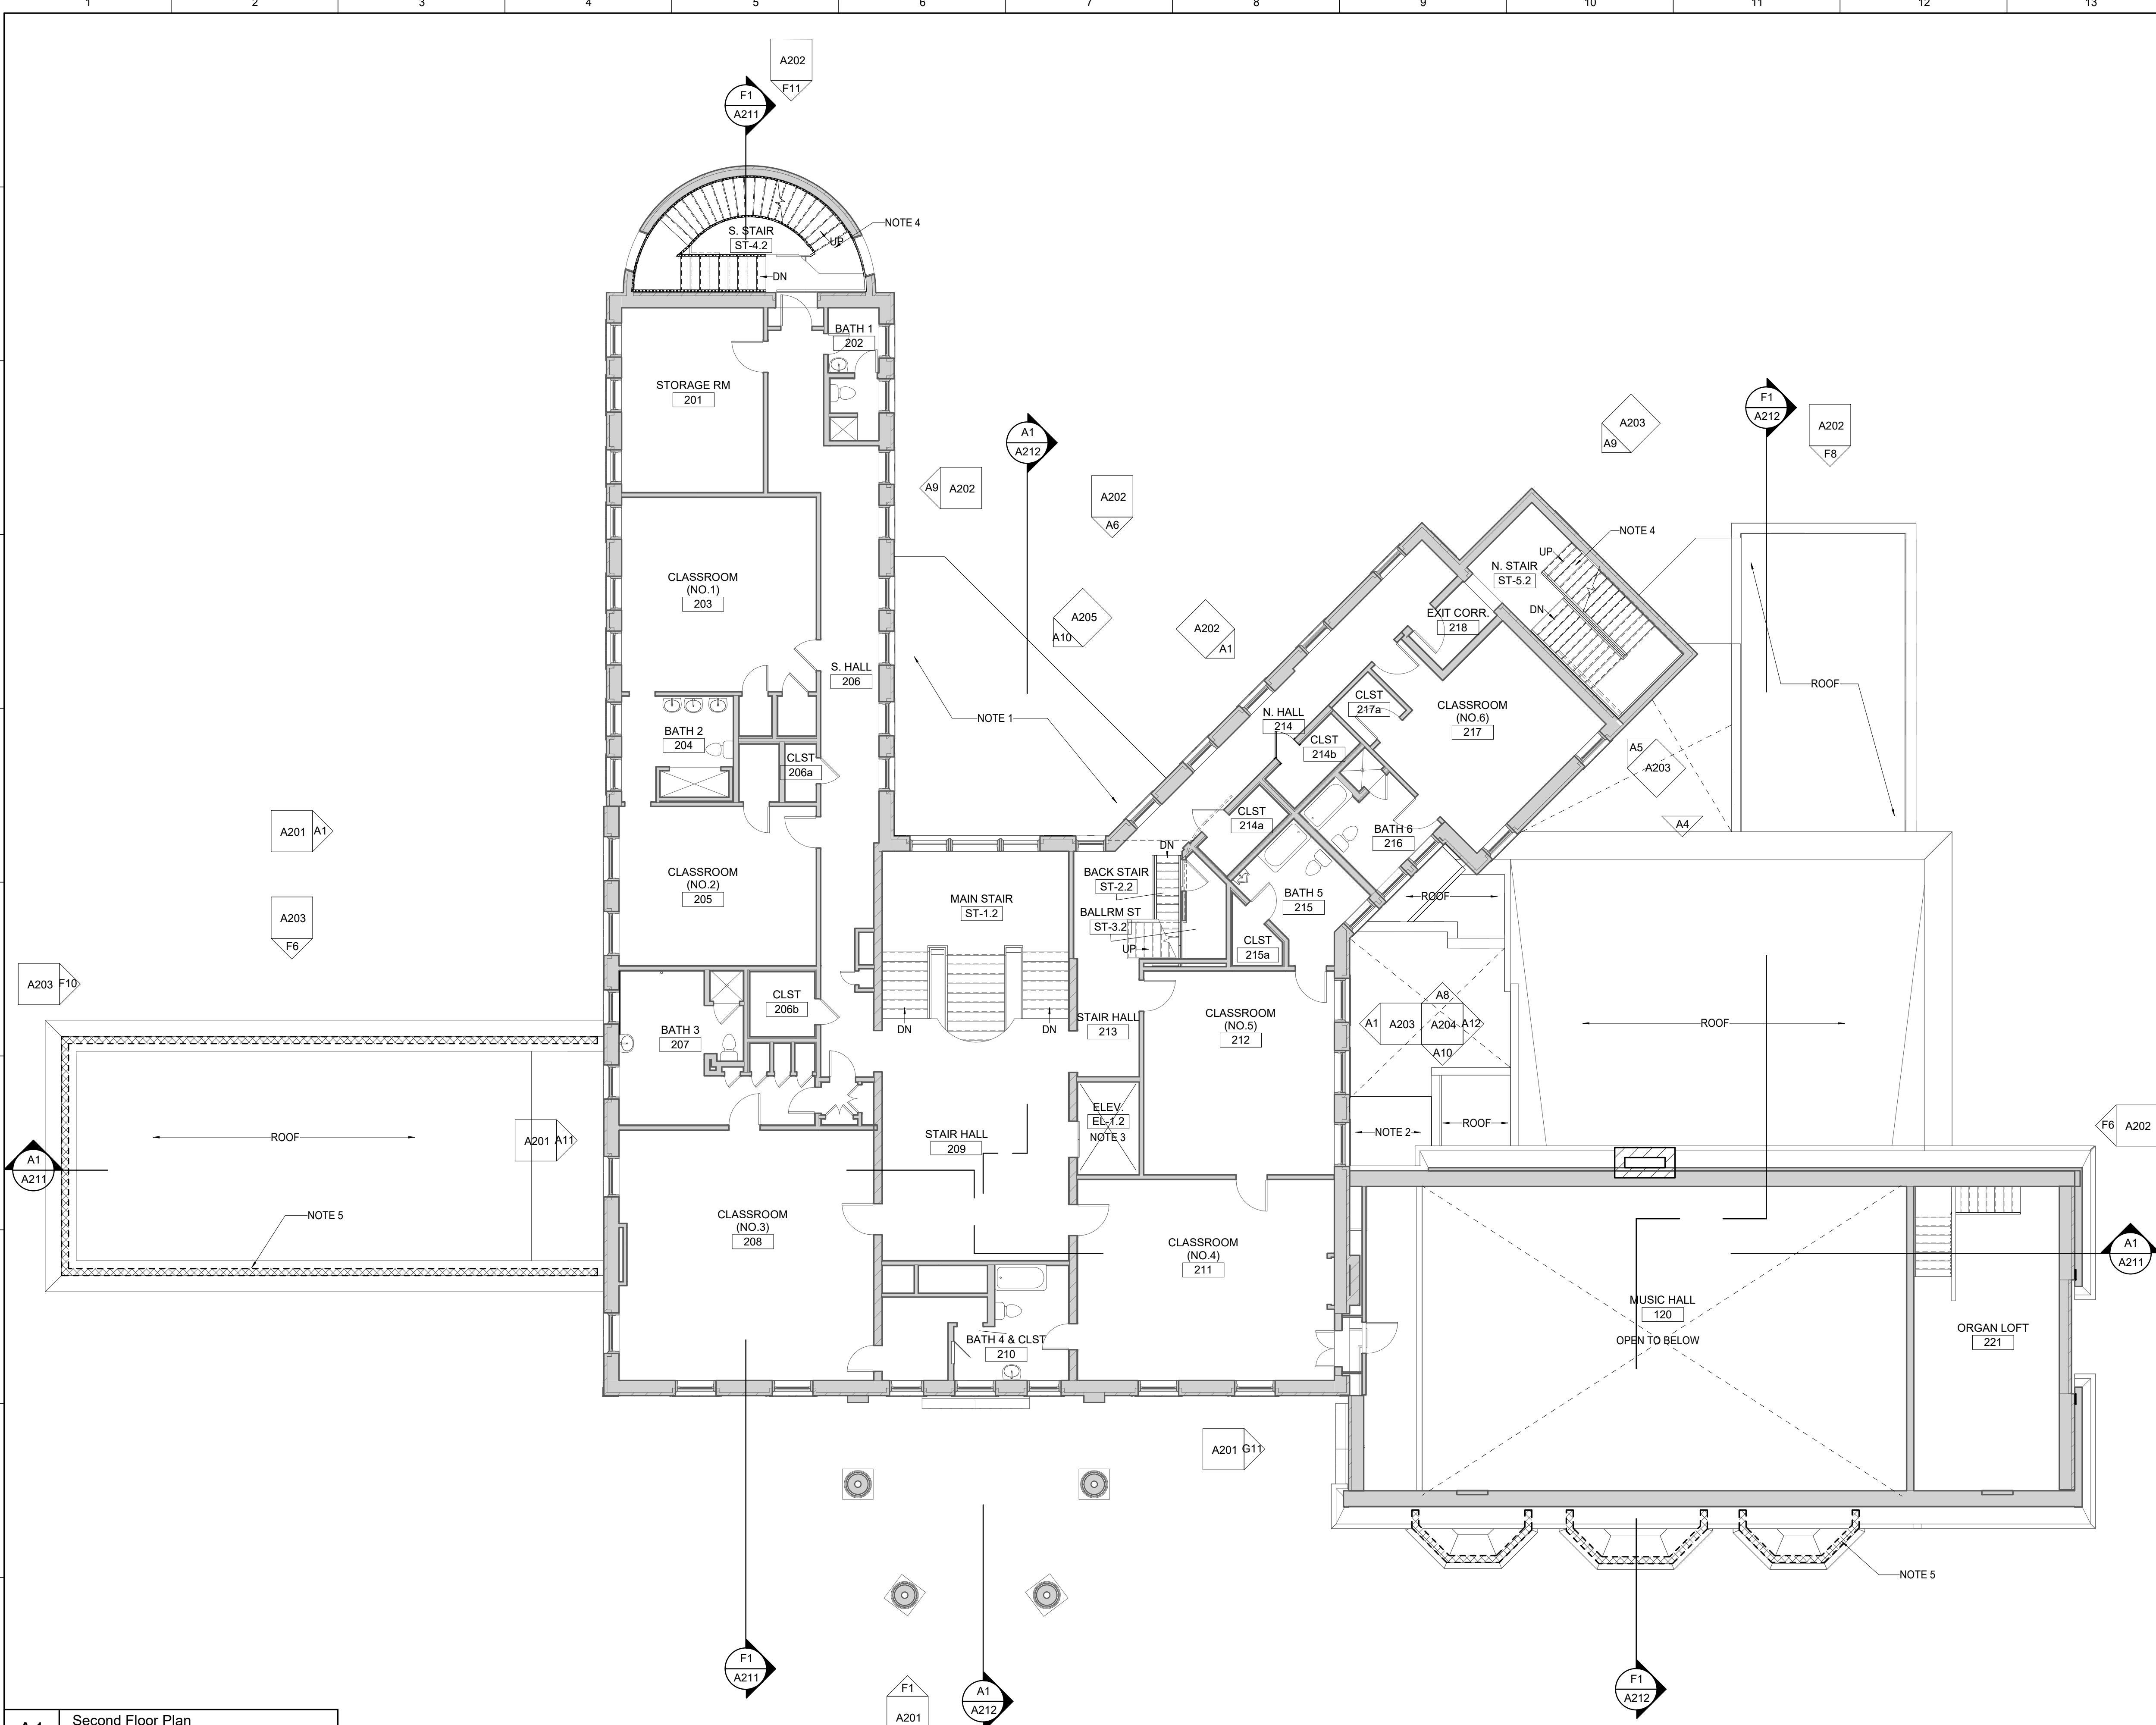 1 2 3 4 5 6 7 8 9 10 11 12 13
A202
F11
F1
A211
NOTE 4
S. STAIR
ST-4.2
UP
DN
BATH 1
202
STORAGE RM
201
A1
A212
A9 A202
A202
A6
A203
A9
F1
A212
A202
F8
NOTE 4
UP
N. STAIR
ST-5.2
DN
CLASSROOM
(NO.1)
203
A205
A10
A202
A1
EXIT CORR.
218
S. HALL
206
NOTE 1
ROOF
CLST
217a
CLASSROOM
(NO.6)
217
N. HALL
214
CLST
214b
BATH 2
204
CLST
206a
A5
A203
A201 A1
CLST
214a
A4
BATH 6
216
DN
CLASSROOM
(NO.2)
205
BACK STAIR
ST-2.2
MAIN STAIR
ST-1.2
BATH 5
215
ROOF
A203
F6
BALLRM ST
ST-3.2
UP
CLST
215a
A203 F10
CLST
206b
BATH 3
207
DN
DN
STAIR HALL
213
CLASSROOM
(NO.5)
212
A8
A1 A203 A204 A12
A10
ROOF
ELEV.
EL-1.2
NOTE 3
ROOF
A201 A11
STAIR HALL
209
NOTE 2
ROOF
F6 A202
A1
A211
NOTE 5
CLASSROOM
(NO.3)
208
CLASSROOM
(NO.4)
211
A1
A211
MUSIC HALL
120
OPEN TO BELOW
ORGAN LOFT
221
BATH 4 & CLST
210
A201 G11
NOTE 5
F1
A211
F1
A201
A1
A212
F1
A212
Second Floor Plan